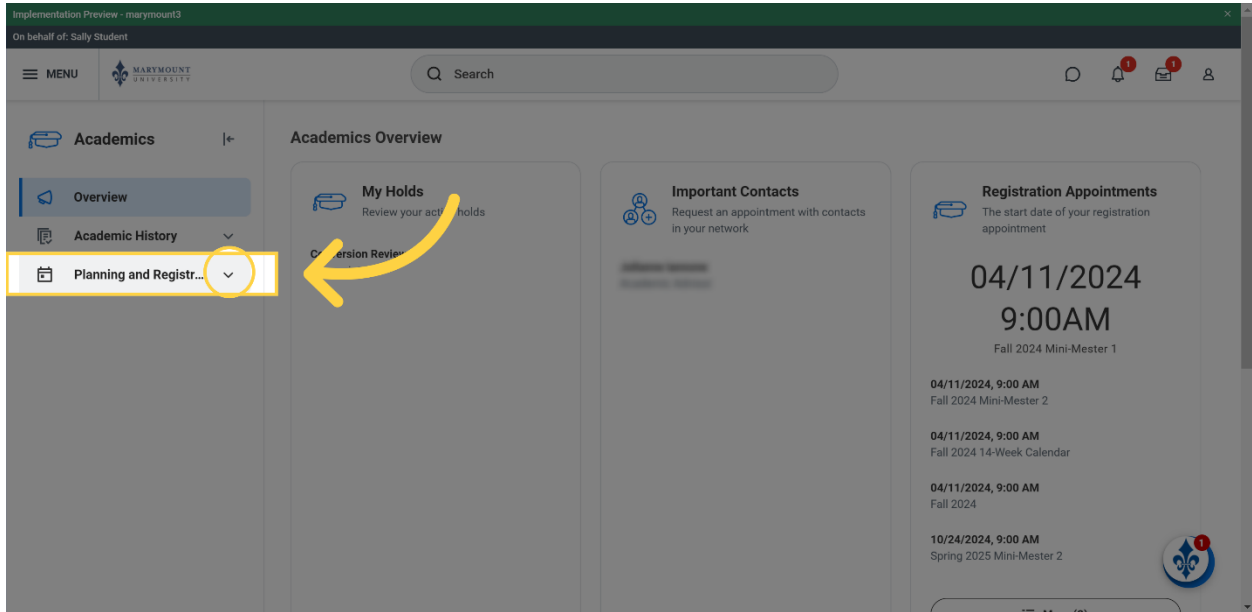 Implementation Preview - marymount3
On behalf of: Sally Student
MENU
MARYMOUNT
UNIVERSITY
Search
1
1
Academics
Overview
Academic History
Planning and Registr...
Academics Overview
My Holds
Review your holds
Review
Important Contacts
Request an appointment with contacts
in your network
Registration Appointments
The start date of your registration
appointment
04/11/2024
9:00AM
Fall 2024 Mini-Mester 1
04/11/2024, 9:00 AM
Fall 2024 Mini-Mester 2
04/11/2024, 9:00 AM
Fall 2024 14-Week Calendar
04/11/2024, 9:00 AM
Fall 2024
10/24/2024, 9:00 AM
Spring 2025 Mini-Mester 2
1